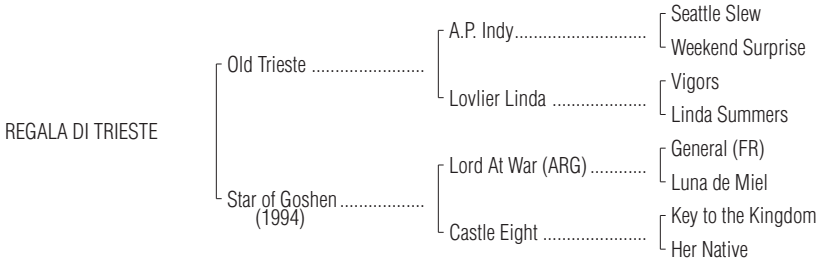 Seattle Slew
A.P. Indy..............................
Weekend Surprise
Old Trieste ........................
Vigors
Lovlier Linda ....................
Linda Summers
REGALA DI TRIESTE
General (FR)
Lord At War (ARG) ............
Luna de Miel
Star of Goshen..................
(1994)
Key to the Kingdom
Castle Eight ......................
Her Native